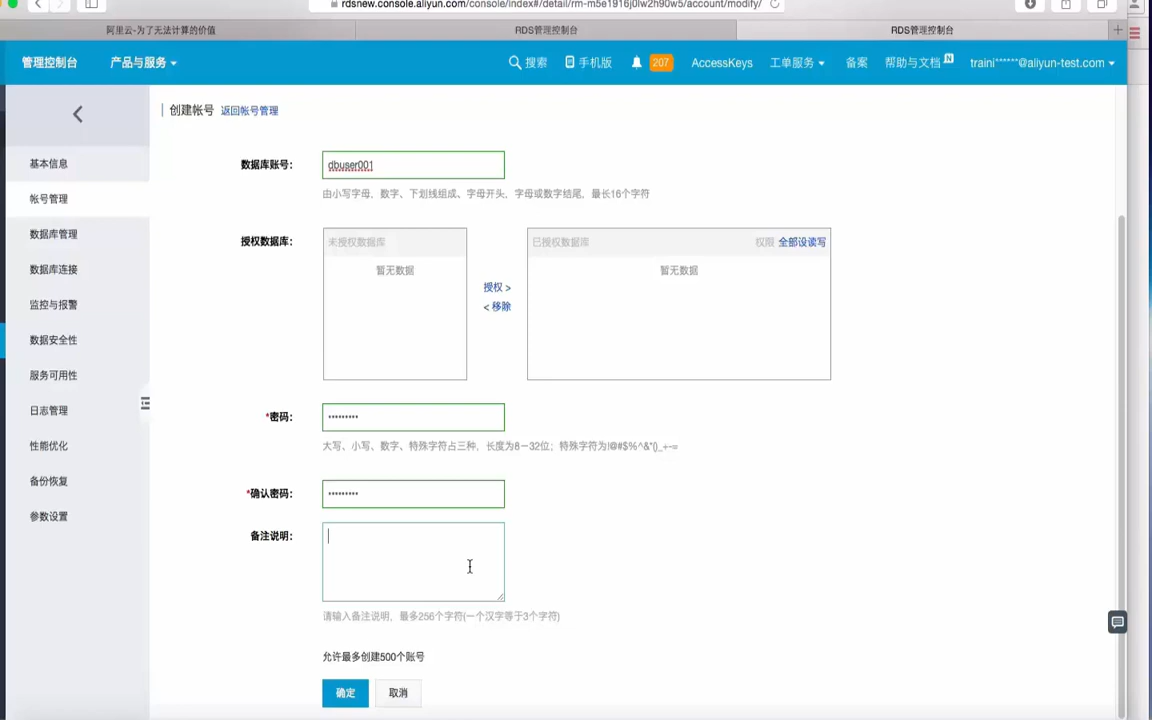 rdsnew.console.aliyun.com/console/index#/detail/rm-m5e1916j0lw2h90w5/account/modify/
阿里云-为了无法计算的价值
RDS管理控制台
RDS管理控制台
管理控制台 产品与服务 搜索 手机版 207 AccessKeys 工单服务 备案 帮助与文档 N traini******@aliyun-test.com
创建帐号 返回帐号管理
基本信息
帐号管理
数据库管理
数据库连接
监控与报警
数据安全性
服务可用性
日志管理
性能优化
备份恢复
参数设置
数据库账号: dbuser001
由小写字母，数字、下划线组成、字母开头，字母或数字结尾，最长16个字符
授权数据库: 未授权数据库 已授权数据库 权限 全部设读写
暂无数据 暂无数据
授权 >
< 移除
*密码: ·········
大写、小写、数字、特殊字符占三种，长度为8－32位；特殊字符为!@#$%^&*()_+-=
*确认密码: ·········
备注说明:
请输入备注说明，最多256个字符(一个汉字等于3个字符)
允许最多创建500个账号
确定 取消